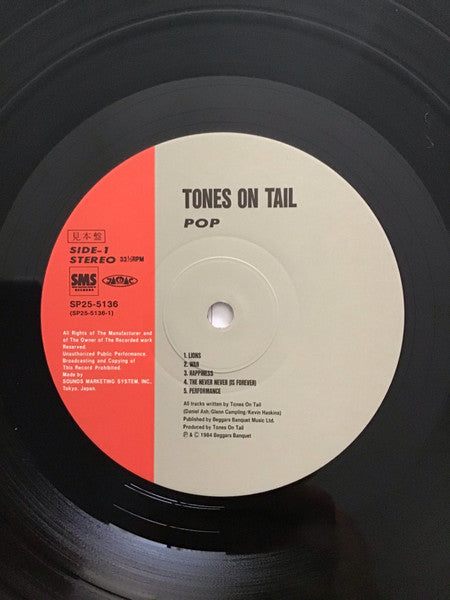 TONES ON TAIL
POP
見本盤
SIDE-1
STEREO 33⅓RPM
SMS
RECORDS
JASRAC
SP25-5136
(SP25-5136-1)
All Rights of The Manufacturer and
of The Owner of The Recorded work
Reserved.
Unauthorized Public Performance
Broadcasting and Copying of
This Record Prohibited.
Made by
SOUNDS MARKETING SYSTEM, INC.,
Tokyo, Japan.
1. LIONS
2. WAR
3. HAPPINESS
4. THE NEVER NEVER (IS FOREVER)
5. PERFORMANCE
All tracks written by Tones On Tail
(Daniel Ash/Glenn Campling/Kevin Haskins)
Published by Beggars Banquet Music Ltd.
Produced by Tones On Tail
℗ & © 1984 Beggars Banquet